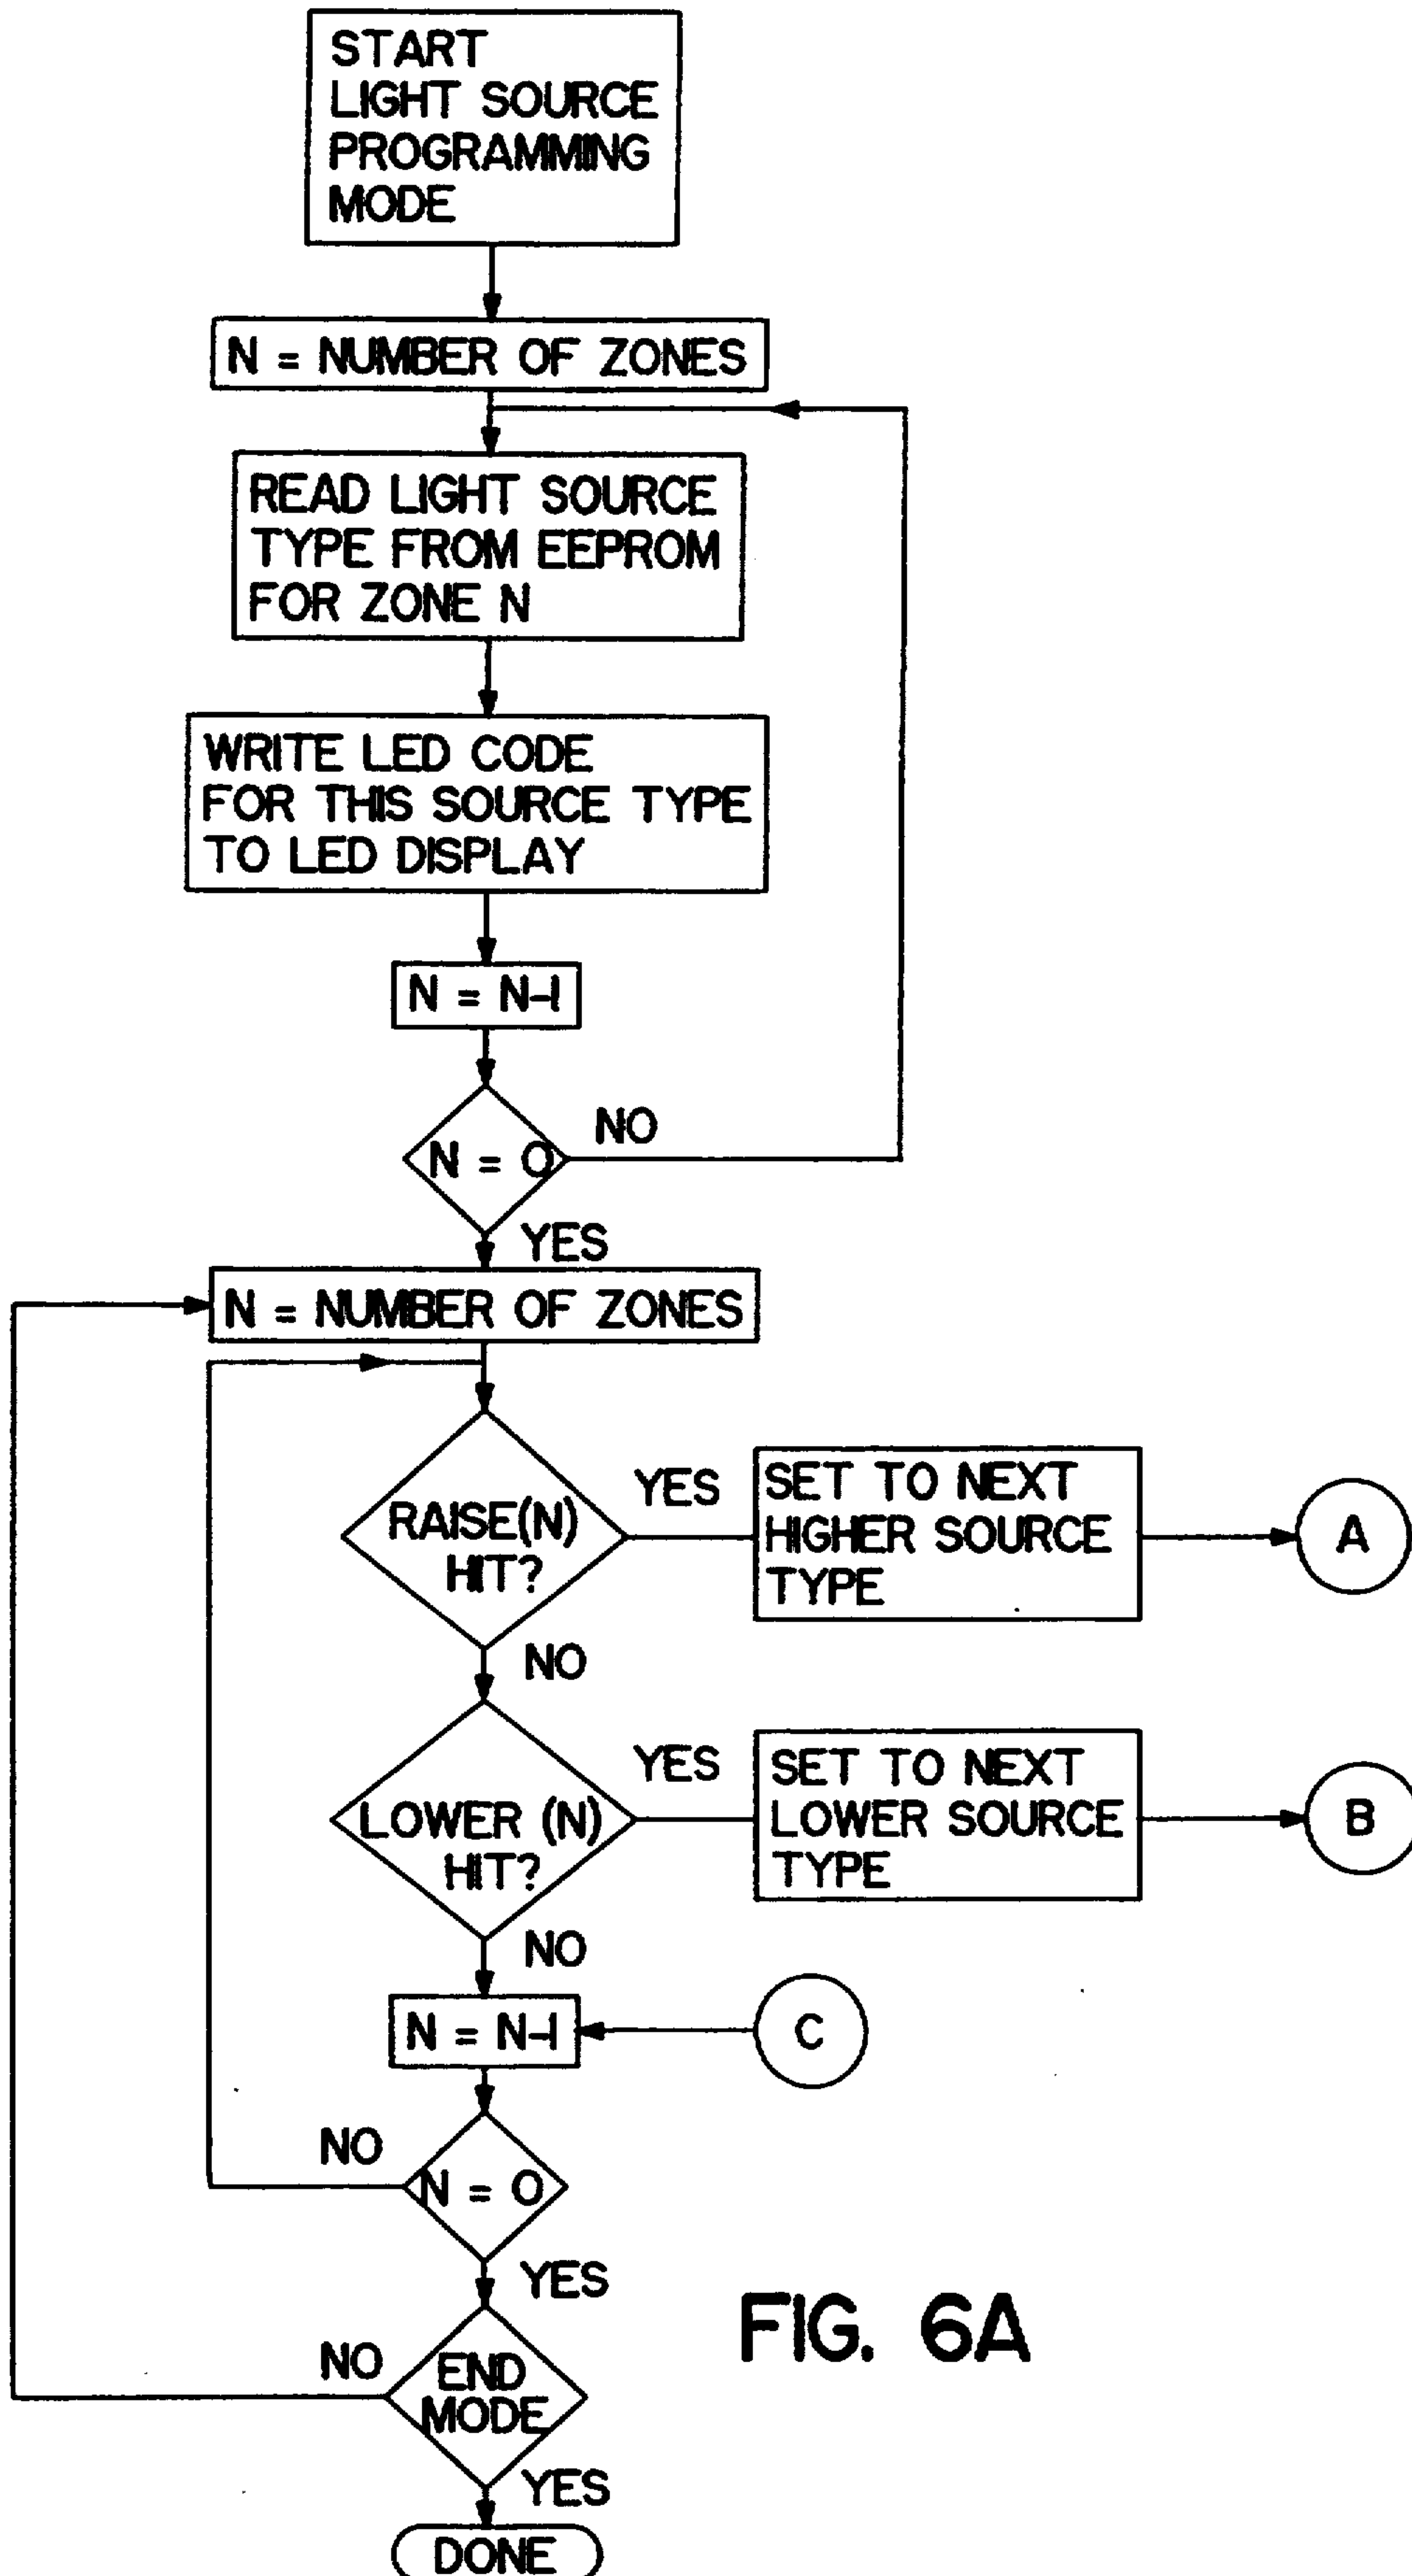 START
LIGHT SOURCE
PROGRAMMING
MODE
N = NUMBER OF ZONES
READ LIGHT SOURCE
TYPE FROM EEPROM
FOR ZONE N
WRITE LED CODE
FOR THIS SOURCE TYPE
TO LED DISPLAY
N = N-1
N = 0
NO
YES
N = NUMBER OF ZONES
RAISE(N)
HIT?
YES
SET TO NEXT
HIGHER SOURCE
TYPE
A
NO
LOWER (N)
HIT?
YES
SET TO NEXT
LOWER SOURCE
TYPE
B
NO
N = N-1
C
NO
N = 0
YES
NO
END
MODE
YES
DONE
FIG. 6A